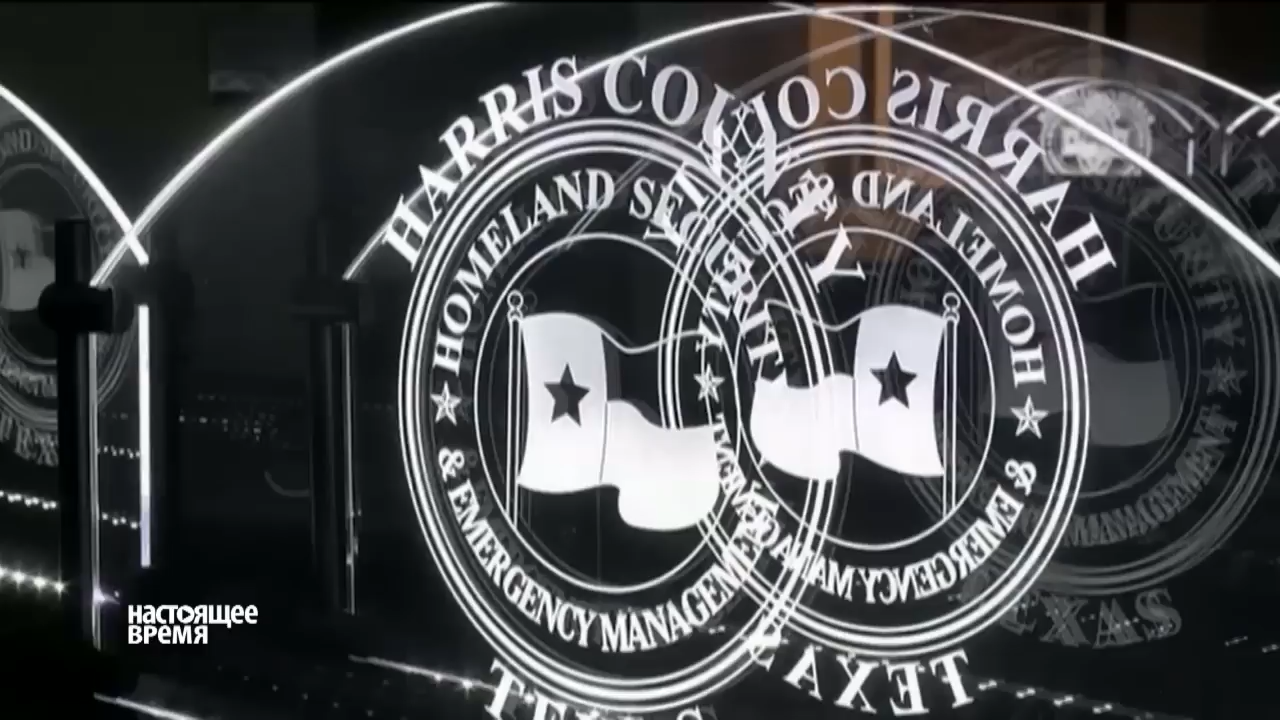 HARRIS COUNTY
HOMELAND SECURITY
& EMERGENCY MANAGEMENT
TEXAS
НАСТОЯЩЕЕ
ВРЕМЯ